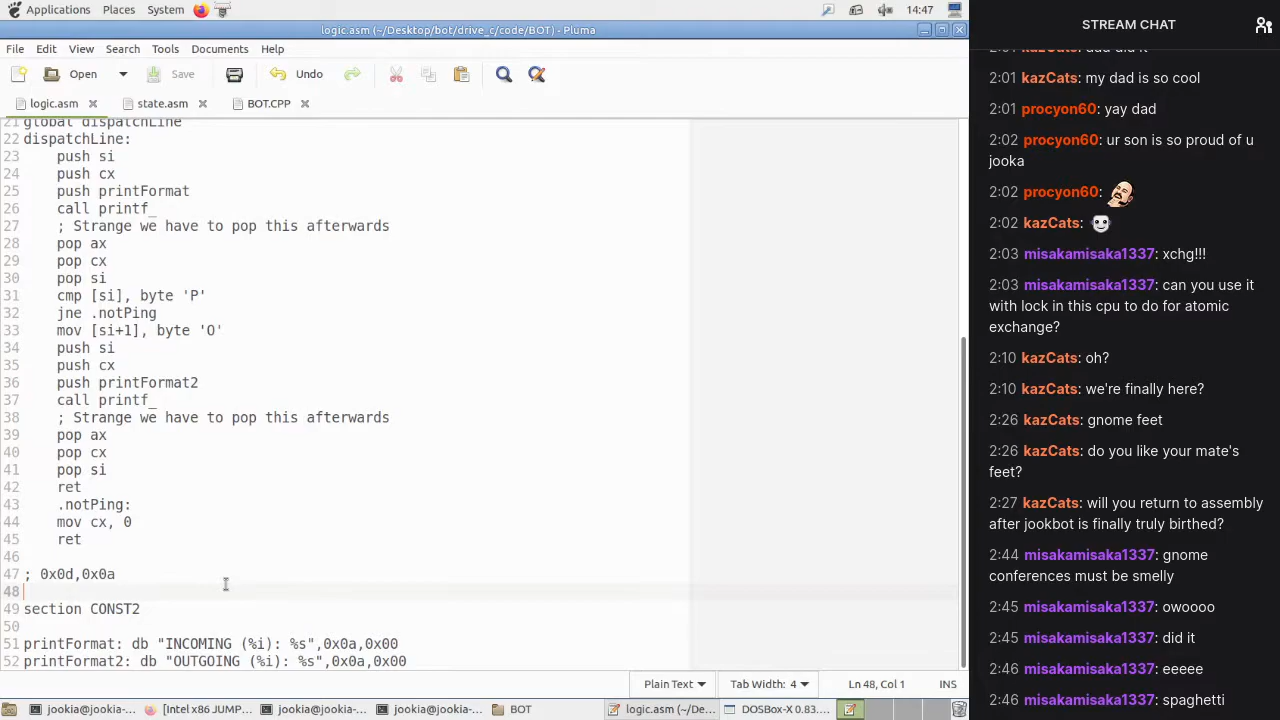 Applications Places System 14:47
logic.asm (~/Desktop/bot/drive_c/code/BOT) - Pluma
File Edit View Search Tools Documents Help
Open Save Undo
logic.asm state.asm BOT.CPP
21 global dispatchLine
22 dispatchLine:
23 push si
24 push cx
25 push printFormat
26 call printf_
27 ; Strange we have to pop this afterwards
28 pop ax
29 pop cx
30 pop si
31 cmp [si], byte 'P'
32 jne .notPing
33 mov [si+1], byte 'O'
34 push si
35 push cx
36 push printFormat2
37 call printf_
38 ; Strange we have to pop this afterwards
39 pop ax
40 pop cx
41 pop si
42 ret
43 .notPing:
44 mov cx, 0
45 ret
46
47 ; 0x0d,0x0a
48
49 section CONST2
50
51 printFormat: db "INCOMING (%i): %s",0x0a,0x00
52 printFormat2: db "OUTGOING (%i): %s",0x0a,0x00
Plain Text Tab Width: 4 Ln 48, Col 1 INS
jookia@jookia-... [Intel x86 JUMP... jookia@jookia-... jookia@jookia-... BOT logic.asm (~/De... DOSBox-X 0.83....
STREAM CHAT
2:01 kazCats: dad did it
2:01 kazCats: my dad is so cool
2:01 procyon60: yay dad
2:02 procyon60: ur son is so proud of u
jooka
2:02 procyon60:
2:02 kazCats:
2:03 misakamisaka1337: xchg!!!
2:03 misakamisaka1337: can you use it
with lock in this cpu to do for atomic
exchange?
2:10 kazCats: oh?
2:10 kazCats: we're finally here?
2:26 kazCats: gnome feet
2:26 kazCats: do you like your mate's
feet?
2:27 kazCats: will you return to assembly
after jookbot is finally truly birthed?
2:44 misakamisaka1337: gnome
conferences must be smelly
2:45 misakamisaka1337: owoooo
2:45 misakamisaka1337: did it
2:46 misakamisaka1337: eeeee
2:46 misakamisaka1337: spaghetti